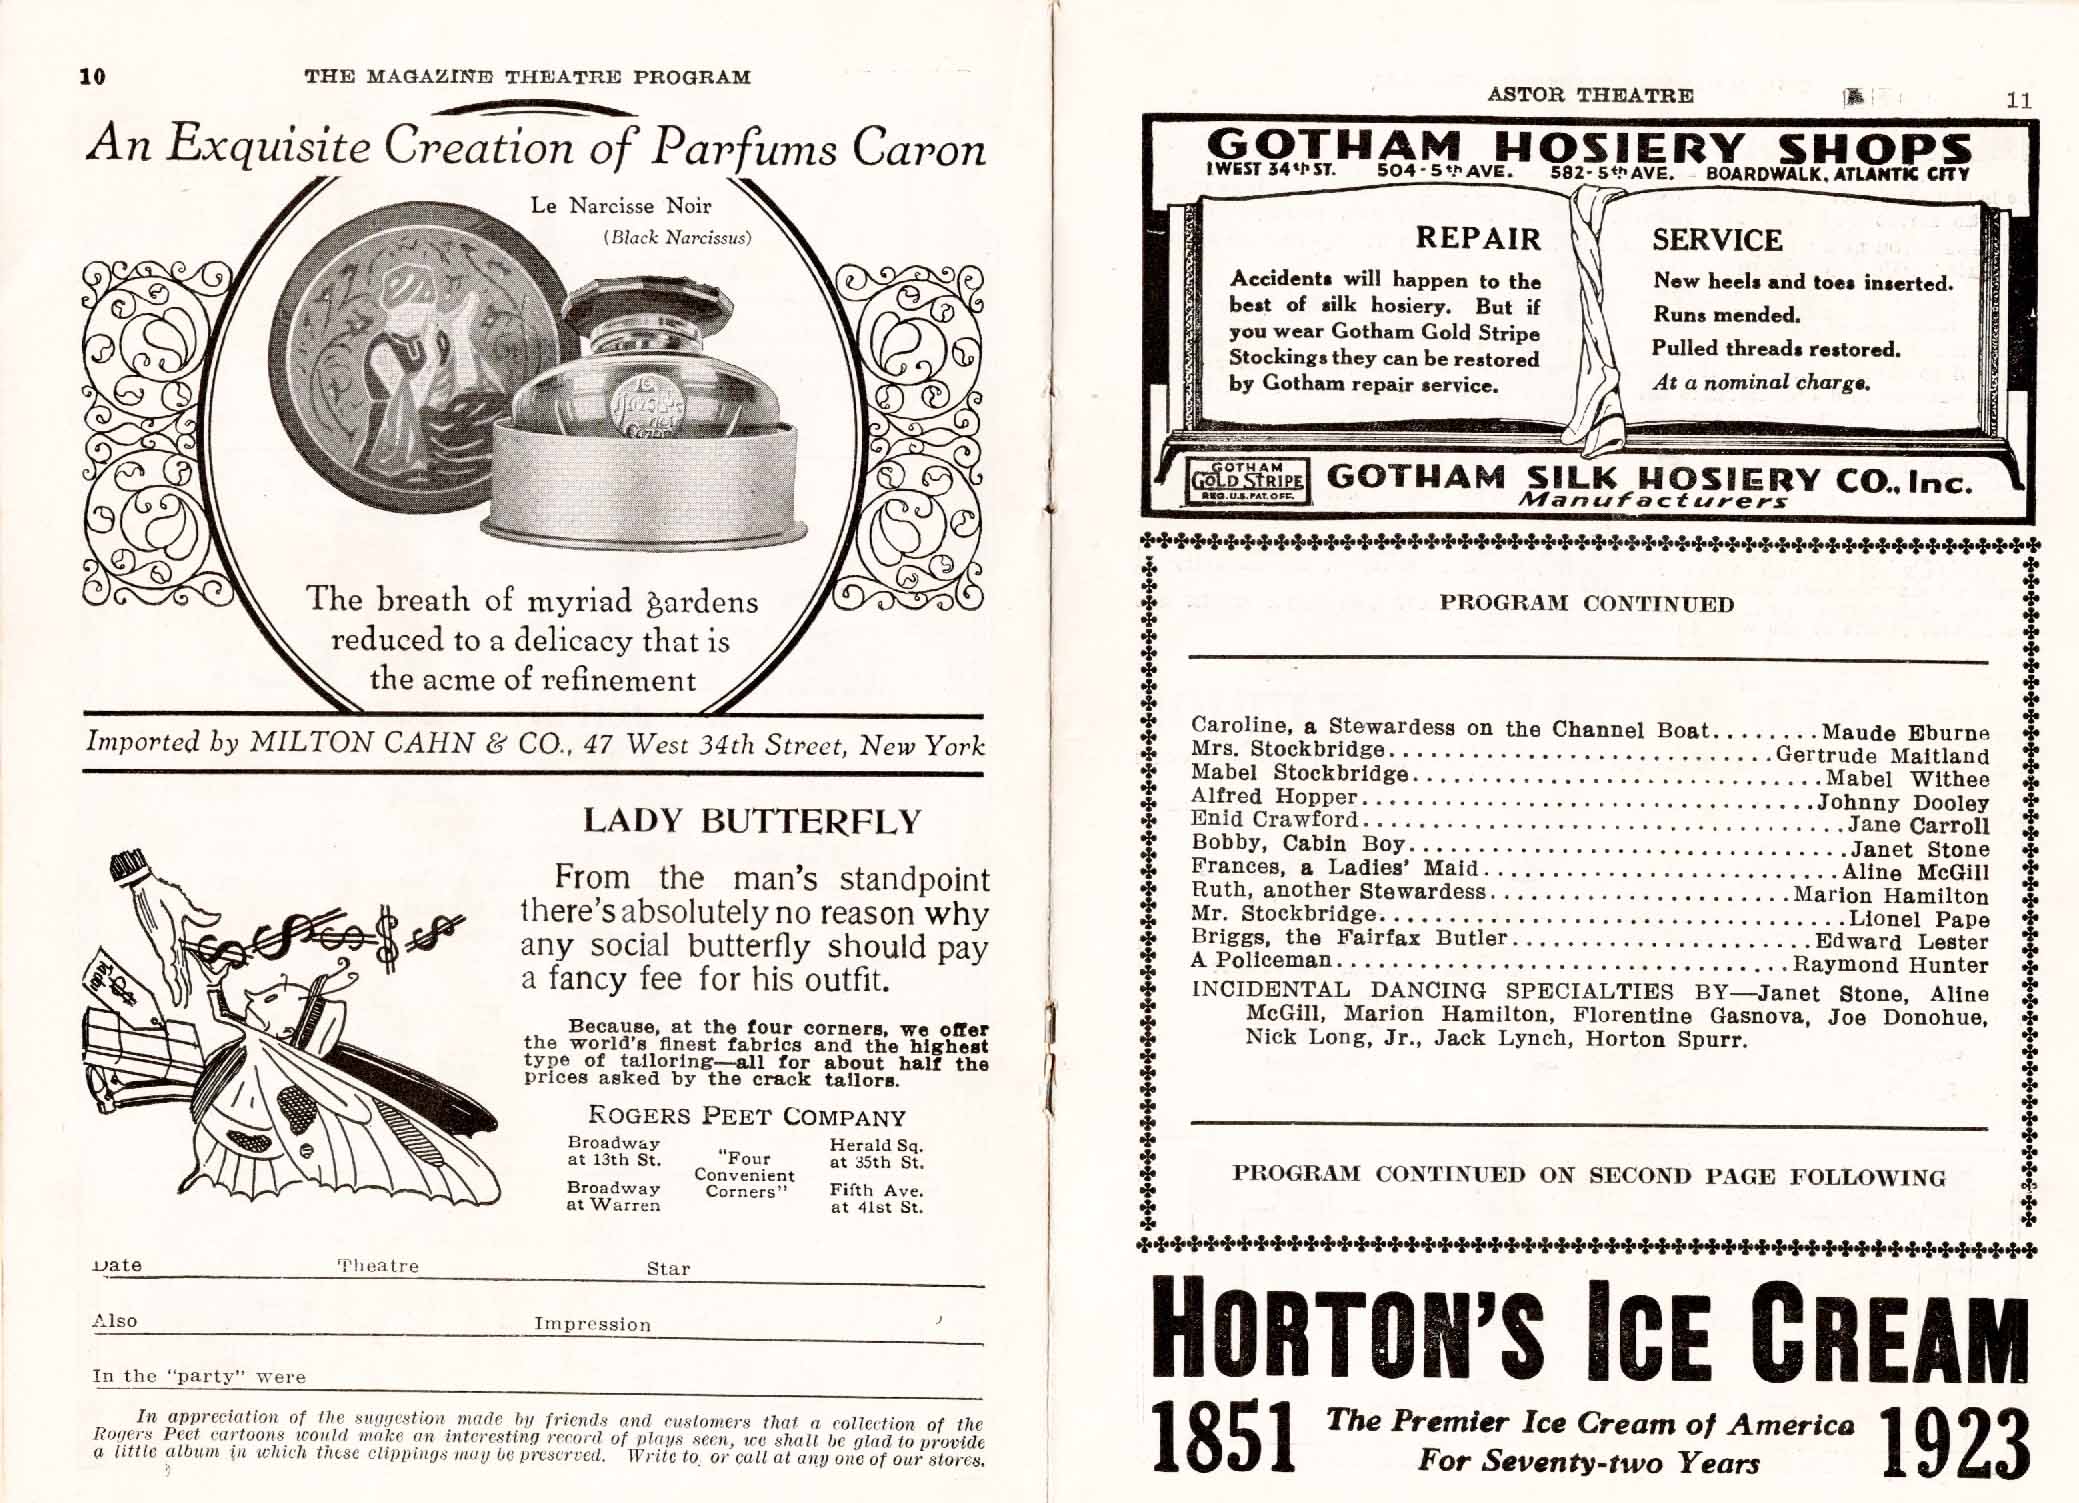 10
THE MAGAZINE THEATRE PROGRAM
An Exquisite Creation of Parfums Caron
Le Narcisse Noir
(Black Narcissus)
The breath of myriad gardens
reduced to a delicacy that is
the acme of refinement
Imported by MILTON CAHN & CO., 47 West 34th Street, New York
LADY BUTTERFLY
From the man's standpoint
there's absolutely no reason why
any social butterfly should pay
a fancy fee for his outfit.
Because, at the four corners, we offer
the world's finest fabrics and the highest
type of tailoring—all for about half the
prices asked by the crack tailors.
ROGERS PEET COMPANY
Broadway
at 13th St.
Herald Sq.
at 35th St.
"Four
Convenient
Corners"
Broadway
at Warren
Fifth Ave.
at 41st St.
Total
$
$ $ $ $ $
Date Theatre Star
Also Impression
In the "party" were
In appreciation of the suggestion made by friends and customers that a collection of the
Rogers Peet cartoons would make an interesting record of plays seen, we shall be glad to provide
a little album in which these clippings may be preserved. Write to, or call at any one of our stores.
ASTOR THEATRE
11
GOTHAM HOSIERY SHOPS
1 WEST 34th ST. 504-5th AVE. 582-5th AVE. - BOARDWALK, ATLANTIC CITY
REPAIR
Accidents will happen to the
best of silk hosiery. But if
you wear Gotham Gold Stripe
Stockings they can be restored
by Gotham repair service.
SERVICE
New heels and toes inserted.
Runs mended.
Pulled threads restored.
At a nominal charge.
GOTHAM
GOLD STRIPE
REG. U.S. PAT. OFF.
GOTHAM SILK HOSIERY CO., Inc.
Manufacturers
PROGRAM CONTINUED
Caroline, a Stewardess on the Channel Boat........Maude Eburne
Mrs. Stockbridge............................Gertrude Maitland
Mabel Stockbridge..............................Mabel Withee
Alfred Hopper.................................Johnny Dooley
Enid Crawford...................................Jane Carroll
Bobby, Cabin Boy................................Janet Stone
Frances, a Ladies' Maid..........................Aline McGill
Ruth, another Stewardess......................Marion Hamilton
Mr. Stockbridge..................................Lionel Pape
Briggs, the Fairfax Butler......................Edward Lester
A Policeman.................................Raymond Hunter
INCIDENTAL DANCING SPECIALTIES BY—Janet Stone, Aline
McGill, Marion Hamilton, Florentine Gasnova, Joe Donohue,
Nick Long, Jr., Jack Lynch, Horton Spurr.
PROGRAM CONTINUED ON SECOND PAGE FOLLOWING
HORTON'S ICE CREAM
1851
The Premier Ice Cream of America
For Seventy-two Years
1923